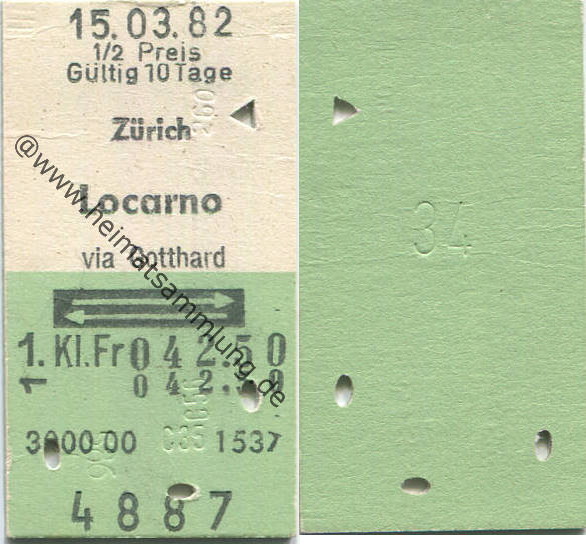 15.03.82
1/2 Preis
Gültig 10 Tage
Zürich
Locarno
via Gotthard
1. Kl. Fr 042.50
1 042.50
3000 00 1537
4887
34
@www.heimatsammlung.de